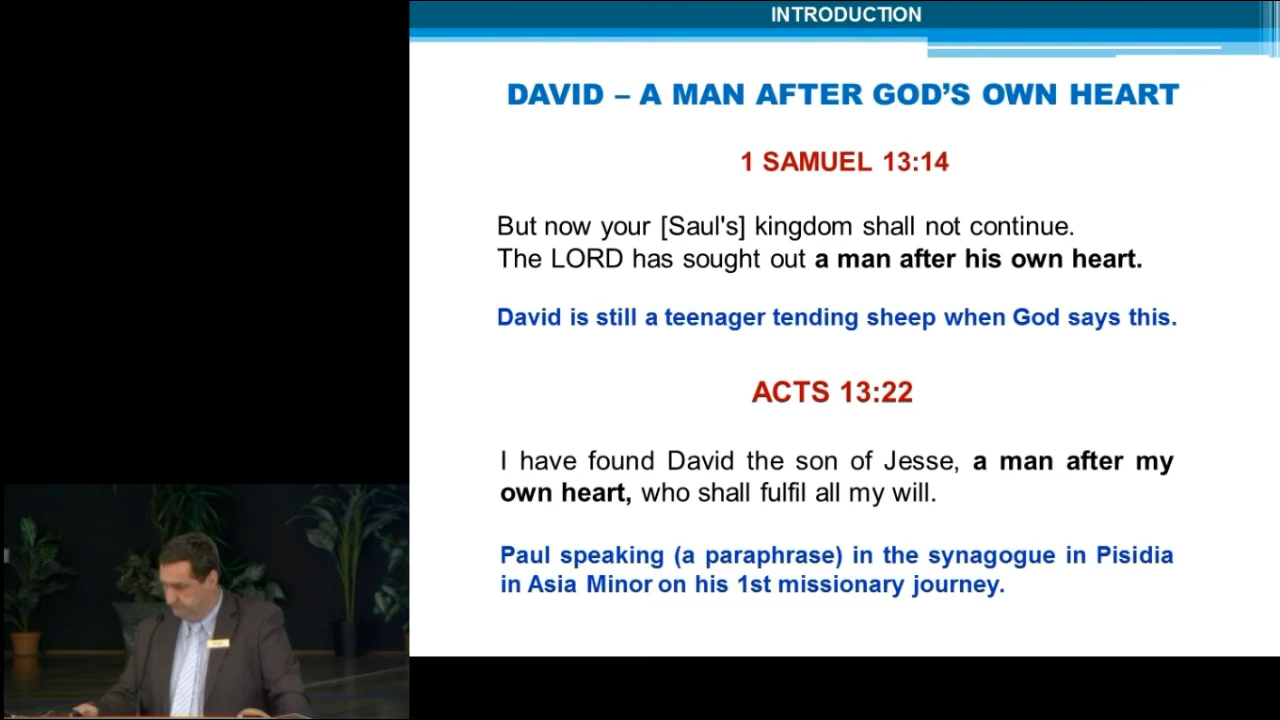 INTRODUCTION
DAVID – A MAN AFTER GOD’S OWN HEART
1 SAMUEL 13:14
But now your [Saul's] kingdom shall not continue.
The LORD has sought out a man after his own heart.
David is still a teenager tending sheep when God says this.
ACTS 13:22
I have found David the son of Jesse, a man after my
own heart, who shall fulfil all my will.
Paul speaking (a paraphrase) in the synagogue in Pisidia
in Asia Minor on his 1st missionary journey.